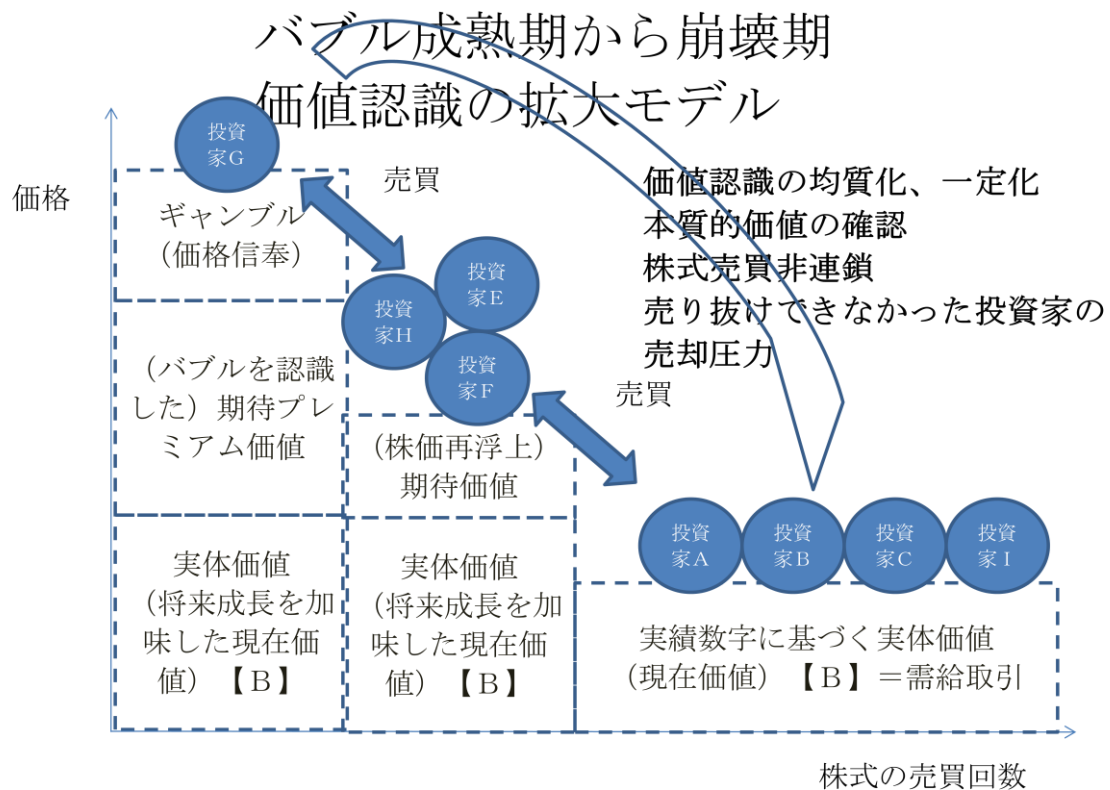 バブル成熟期から崩壊期
価値認識の拡大モデル
価格
投資
家G
売買
ギャンブル
（価格信奉）
価値認識の均質化、一定化
本質的価値の確認
株式売買非連鎖
売り抜けできなかった投資家の
売却圧力
投資
家E
投資
家H
投資
家F
売買
（バブルを認識
した）期待プレ
ミアム価値
（株価再浮上）
期待価値
投資
家A
投資
家B
投資
家C
投資
家I
実体価値
（将来成長を加
味した現在価
値）【B】
実体価値
（将来成長を加
味した現在価
値）【B】
実績数字に基づく実体価値
（現在価値）【B】＝需給取引
株式の売買回数